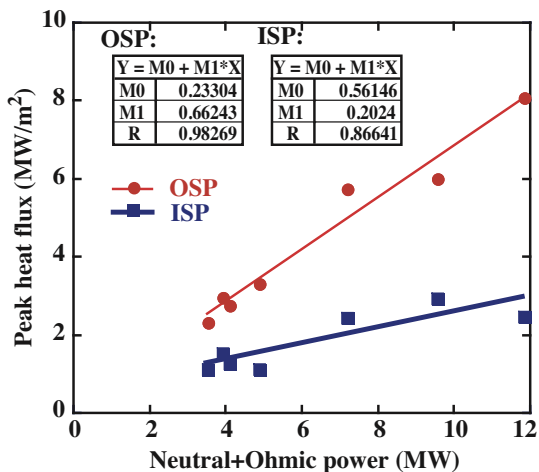 OSP: ISP:
Y = M0 + M1*X Y = M0 + M1*X
M0 0.23304 M0 0.56146
M1 0.66243 M1 0.2024
R 0.98269 R 0.86641
OSP
ISP
Peak heat flux (MW/m²)
10
8
6
4
2
0
0 2 4 6 8 10 12
Neutral+Ohmic power (MW)